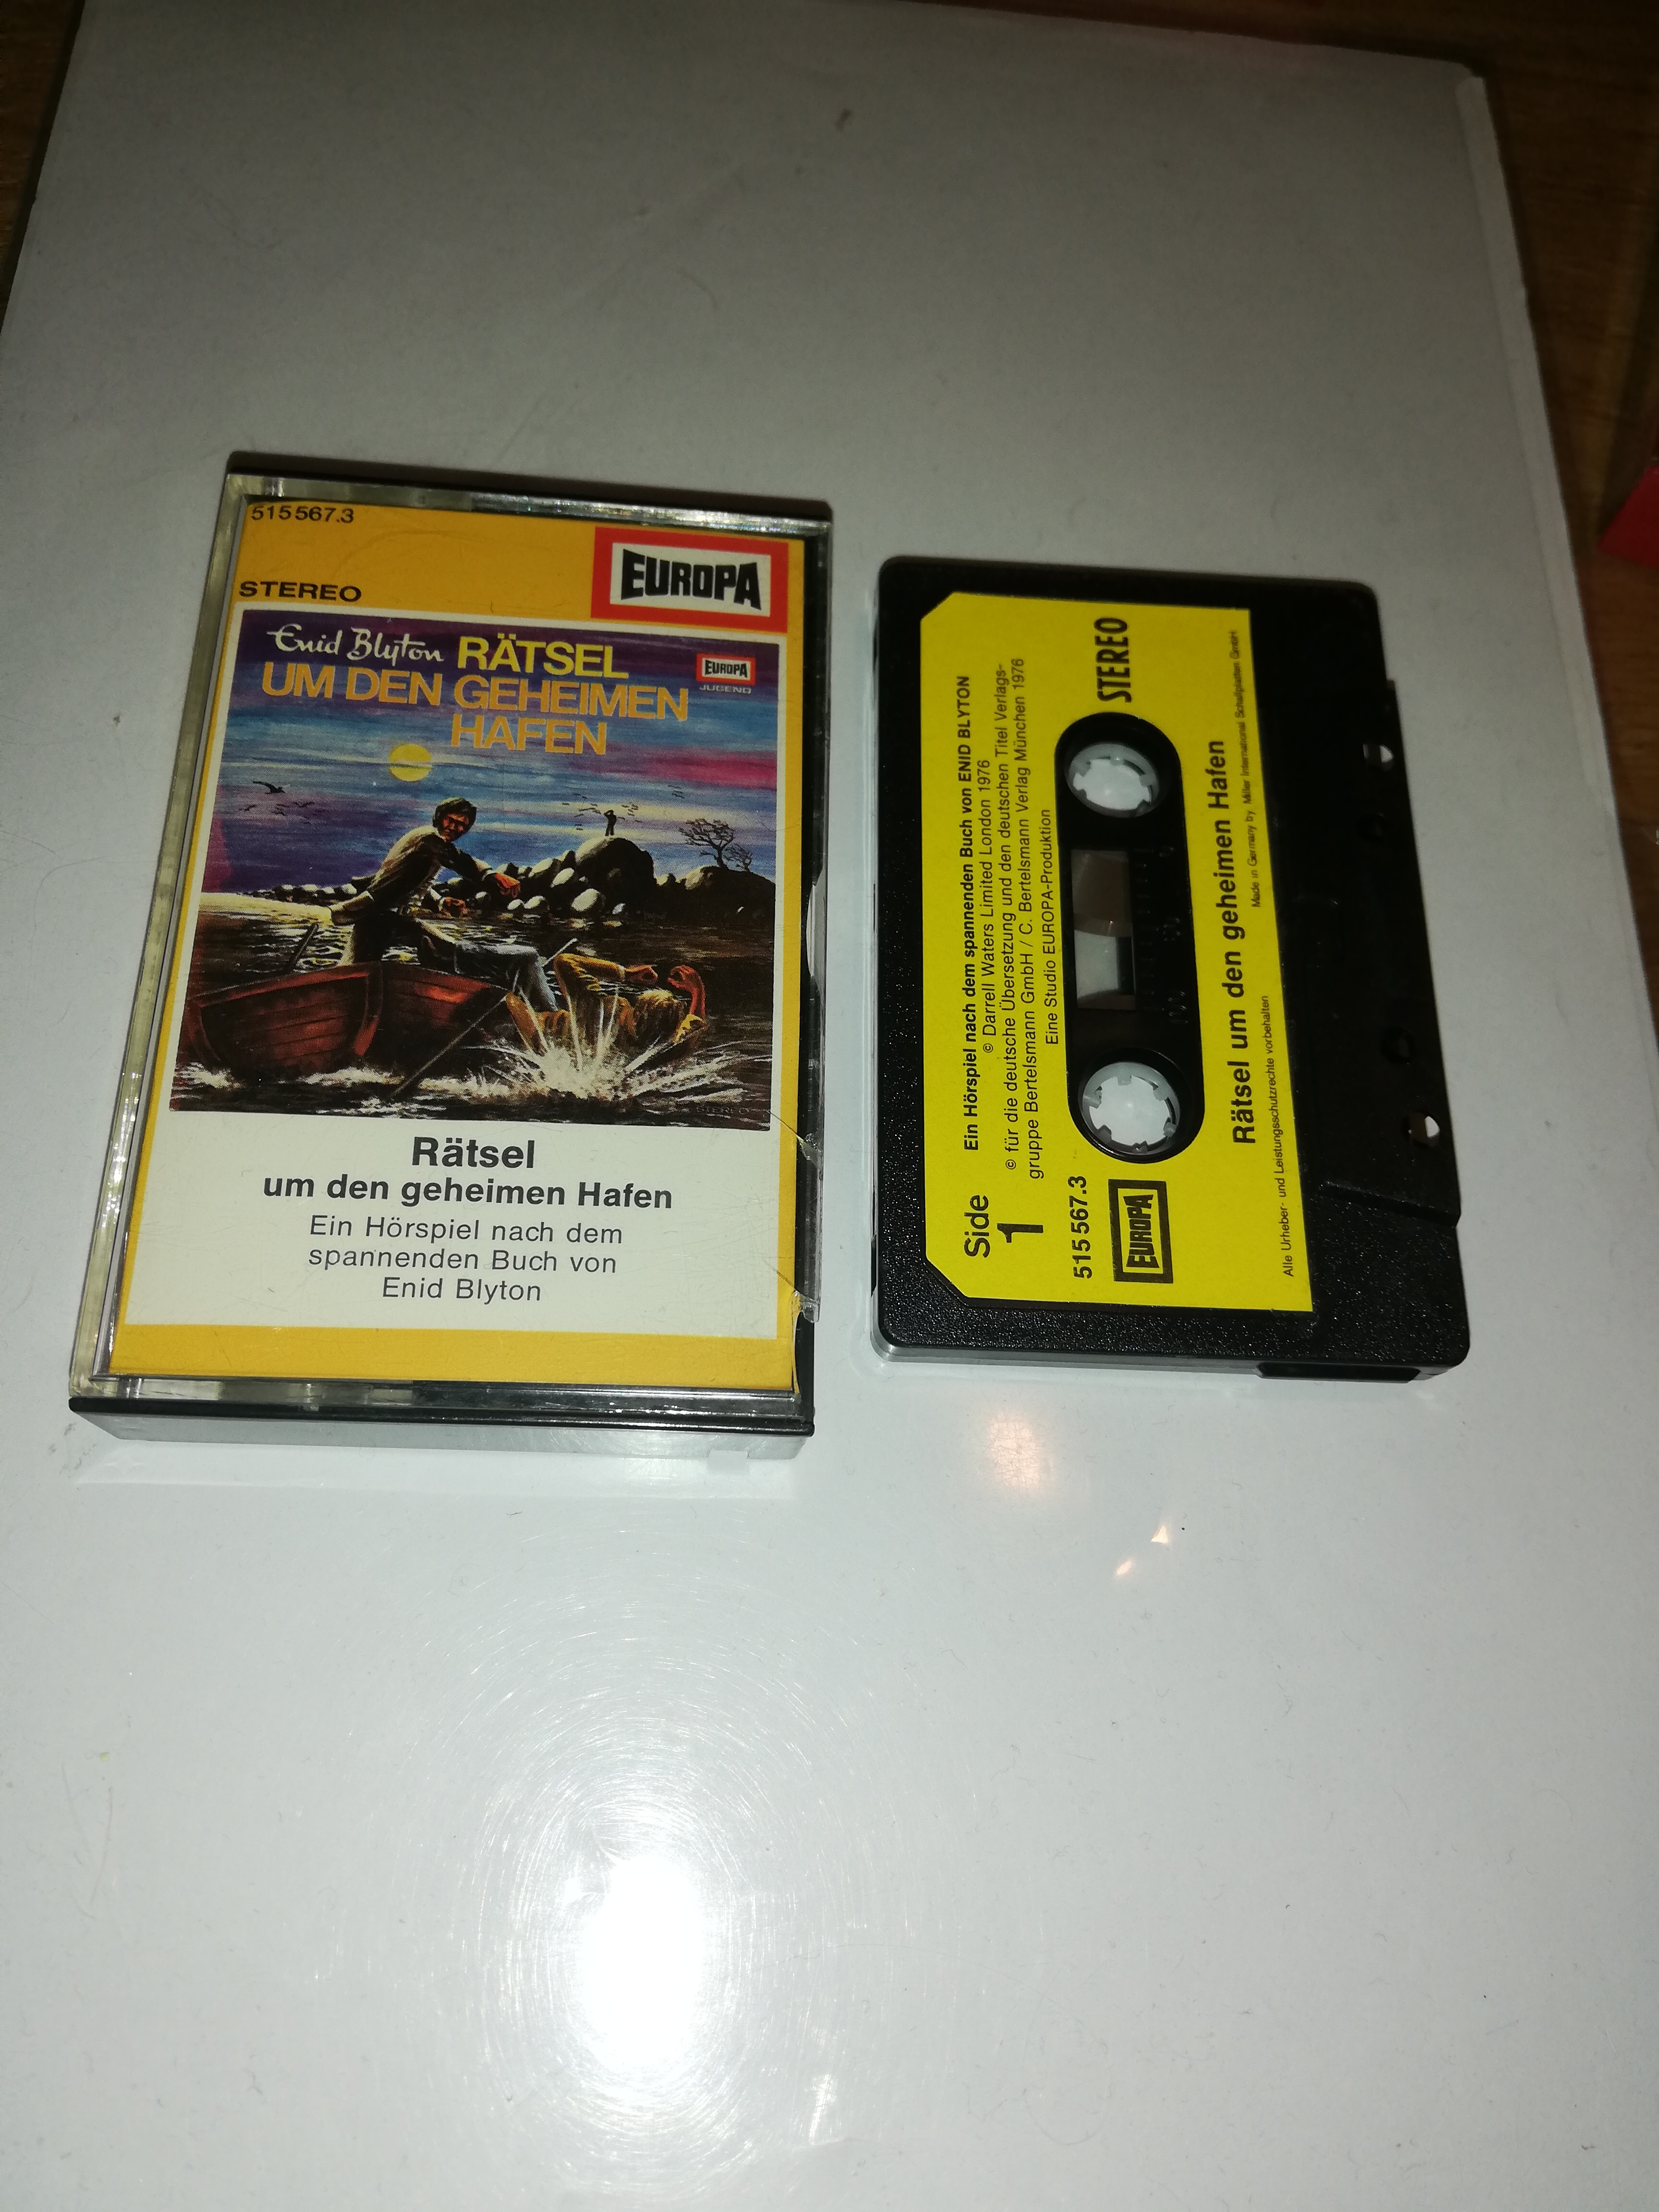 515 567.3
EUROPA
STEREO
Enid Blyton RÄTSEL
UM DEN GEHEIMEN
HAFEN
EUROPA
JUGEND
STEREO
Rätsel
um den geheimen Hafen
Ein Hörspiel nach dem
spannenden Buch von
Enid Blyton
Side
1
Ein Hörspiel nach dem spannenden Buch von ENID BLYTON
© Darrell Waters Limited London 1976
© für die deutsche Übersetzung und den deutschen Titel Verlags-
gruppe Bertelsmann GmbH / C. Bertelsmann Verlag München 1976
Eine Studio EUROPA-Produktion
515 567.3
STEREO
EUROPA
Rätsel um den geheimen Hafen
Made in Germany by Miller International Schallplatten GmbH
Alle Urheber- und Leistungsschutzrechte vorbehalten